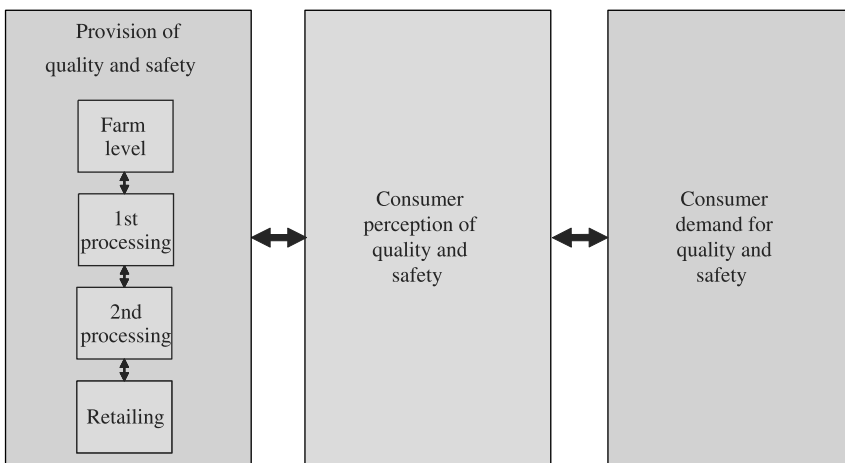 Provision of
quality and safety
Farm
level
1st
processing
2nd
processing
Retailing
Consumer
perception of
quality and
safety
Consumer
demand for
quality and
safety